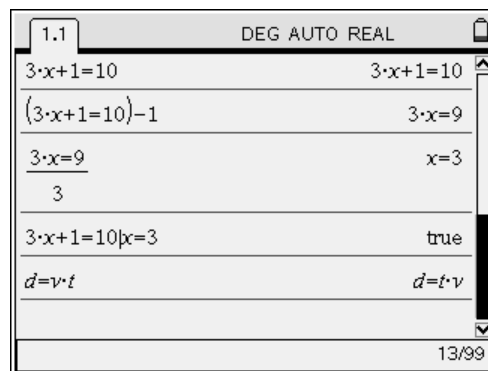 1.1 DEG AUTO REAL
3·x+1=10 3·x+1=10
(3·x+1=10)-1 3·x=9
3·x=9 x=3
3
3·x+1=10|x=3 true
d=v·t d=t·v
13/99